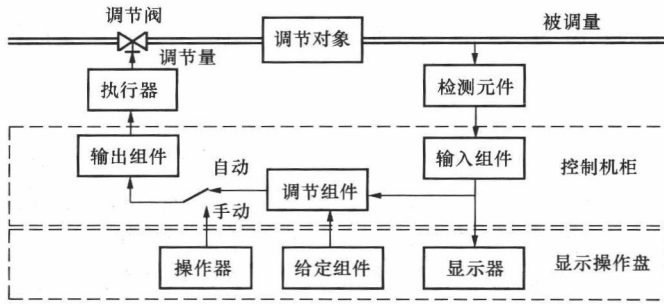 调节阀
调节对象
被调量
调节量
执行器
检测元件
输出组件
自动
输入组件
控制机柜
调节组件
手动
操作器
给定组件
显示器
显示操作盘